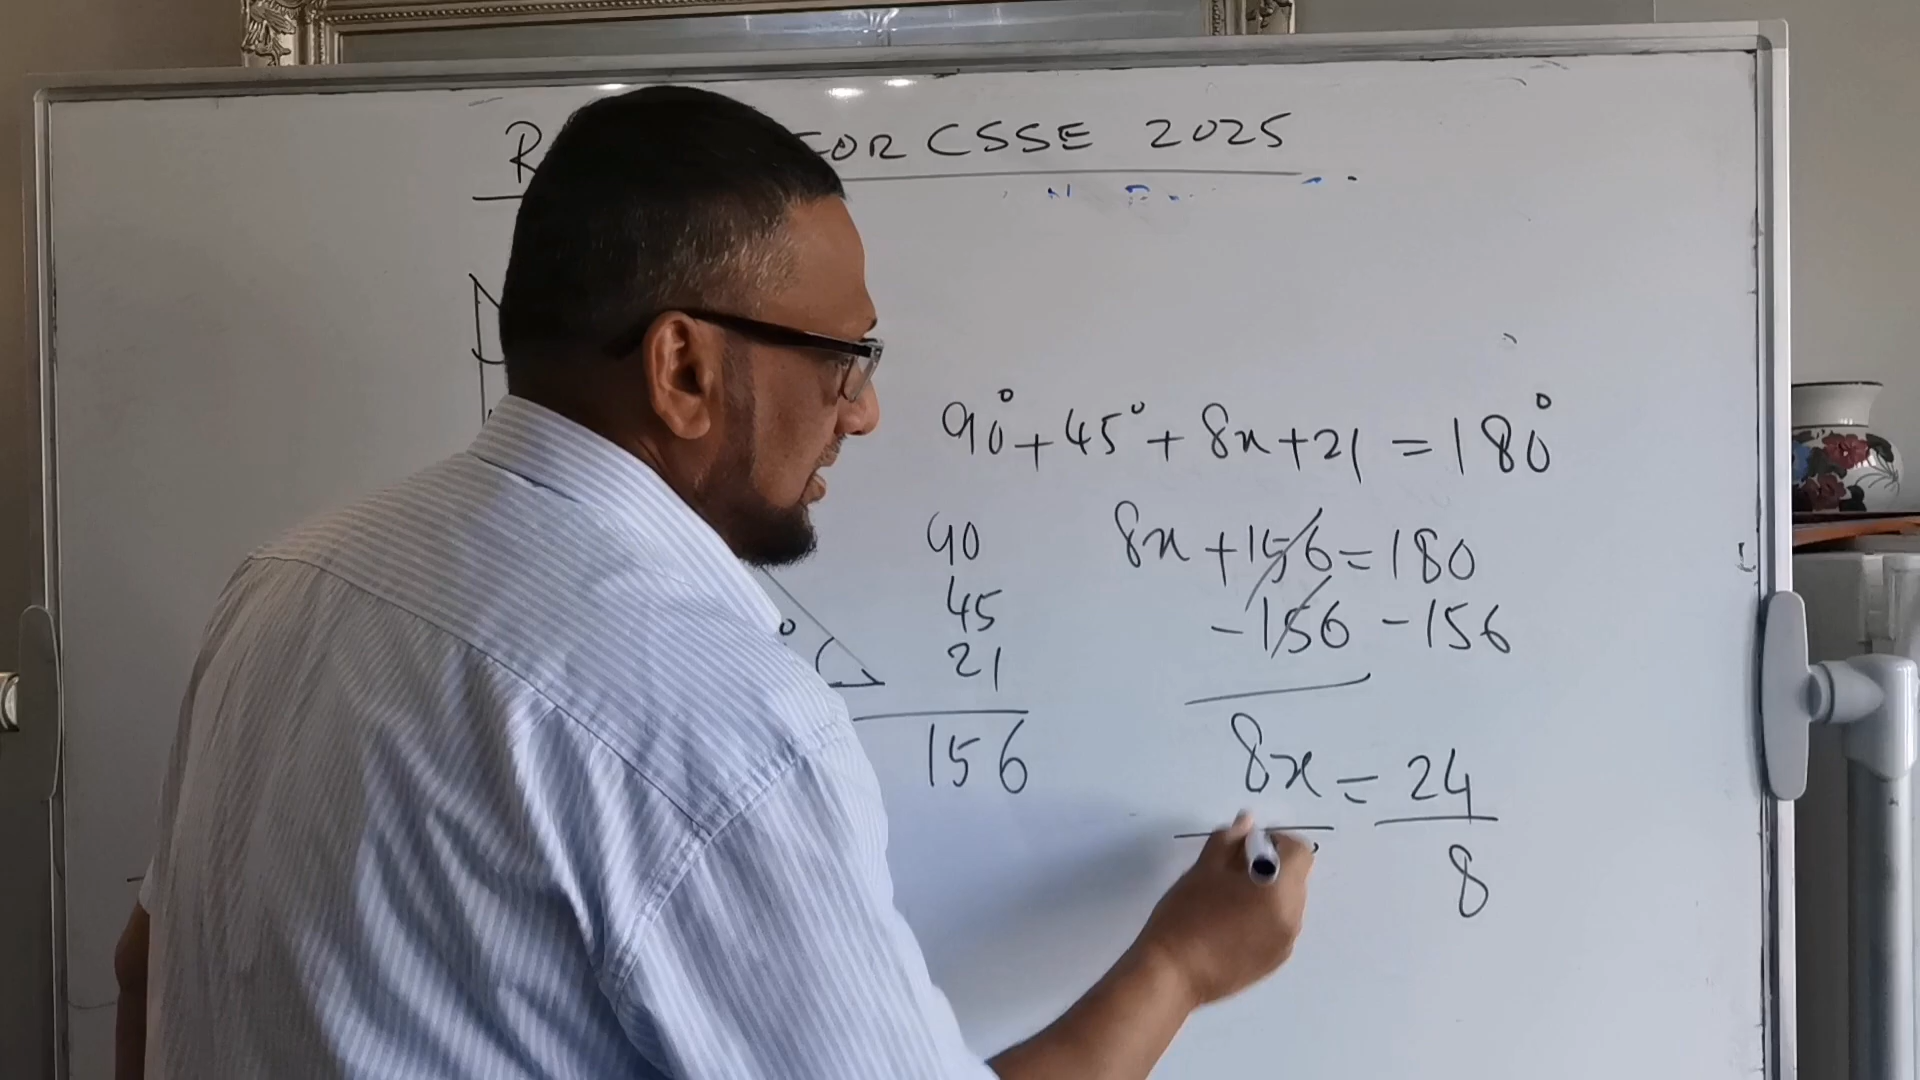 FOR CSSE 2025
90° + 45° + 8x + 21 = 180°
8x + 156 = 180
- 156 - 156
8x = 24
8
90
45
21
156